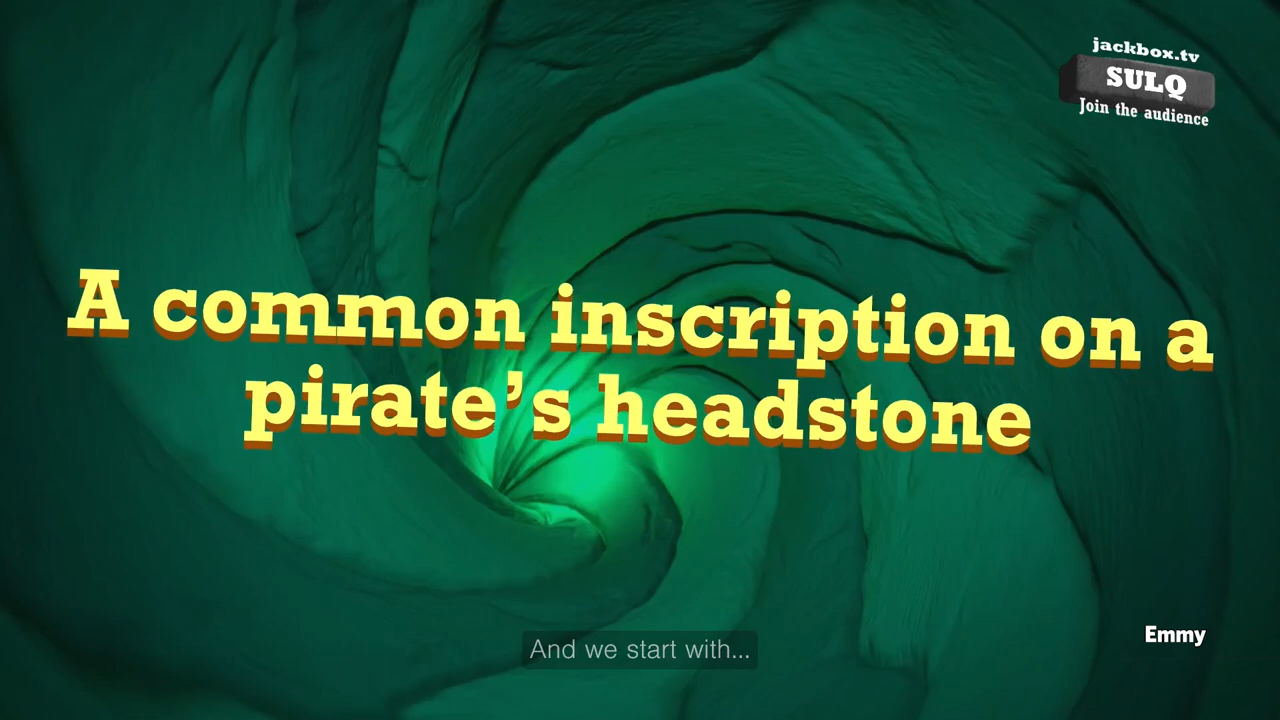 jackbox.tv
SULQ
Join the audience
A common inscription on a
pirate's headstone
Emmy
And we start with...